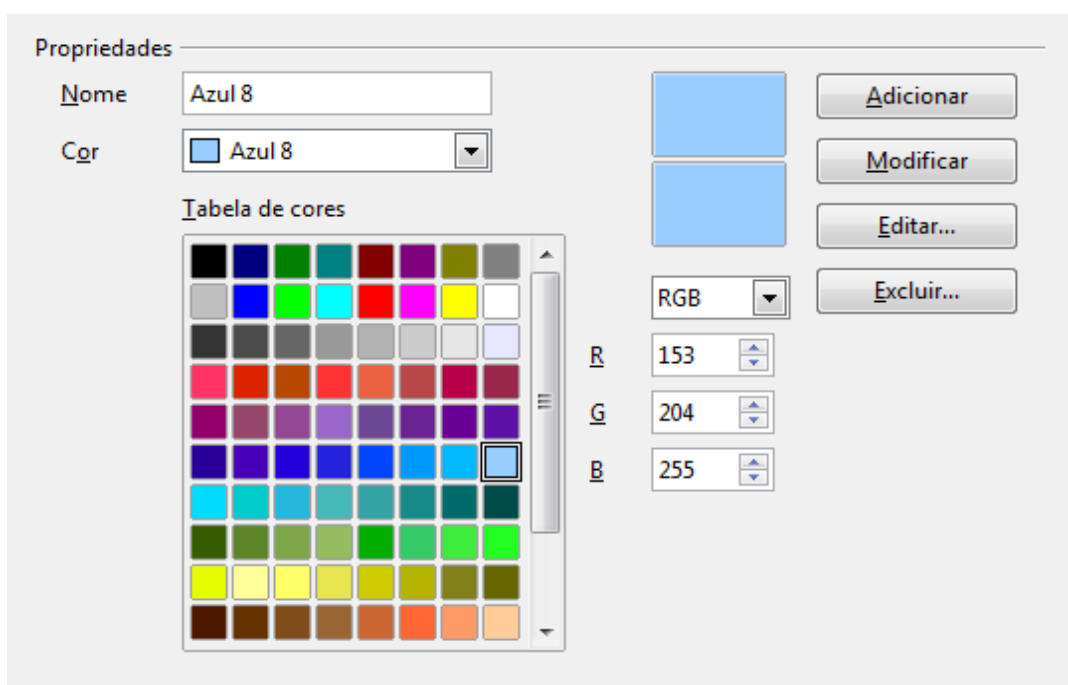 Propriedades
Nome
Azul 8
Adicionar
Cor
Azul 8
Modificar
Tabela de cores
Editar...
RGB
Excluir...
R
153
G
204
B
255